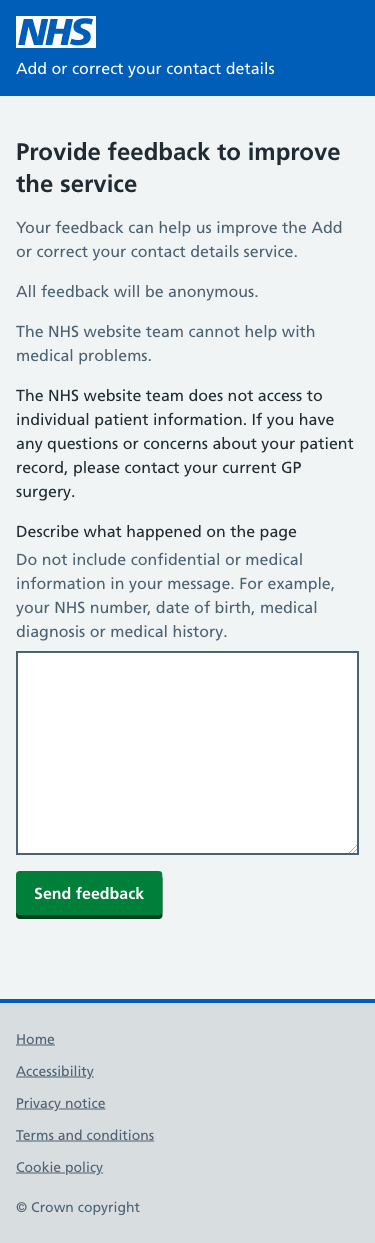 NHS
Add or correct your contact details
Provide feedback to improve
the service
Your feedback can help us improve the Add
or correct your contact details service.
All feedback will be anonymous.
The NHS website team cannot help with
medical problems.
The NHS website team does not access to
individual patient information. If you have
any questions or concerns about your patient
record, please contact your current GP
surgery.
Describe what happened on the page
Do not include confidential or medical
information in your message. For example,
your NHS number, date of birth, medical
diagnosis or medical history.
Send feedback
Home
Accessibility
Privacy notice
Terms and conditions
Cookie policy
© Crown copyright